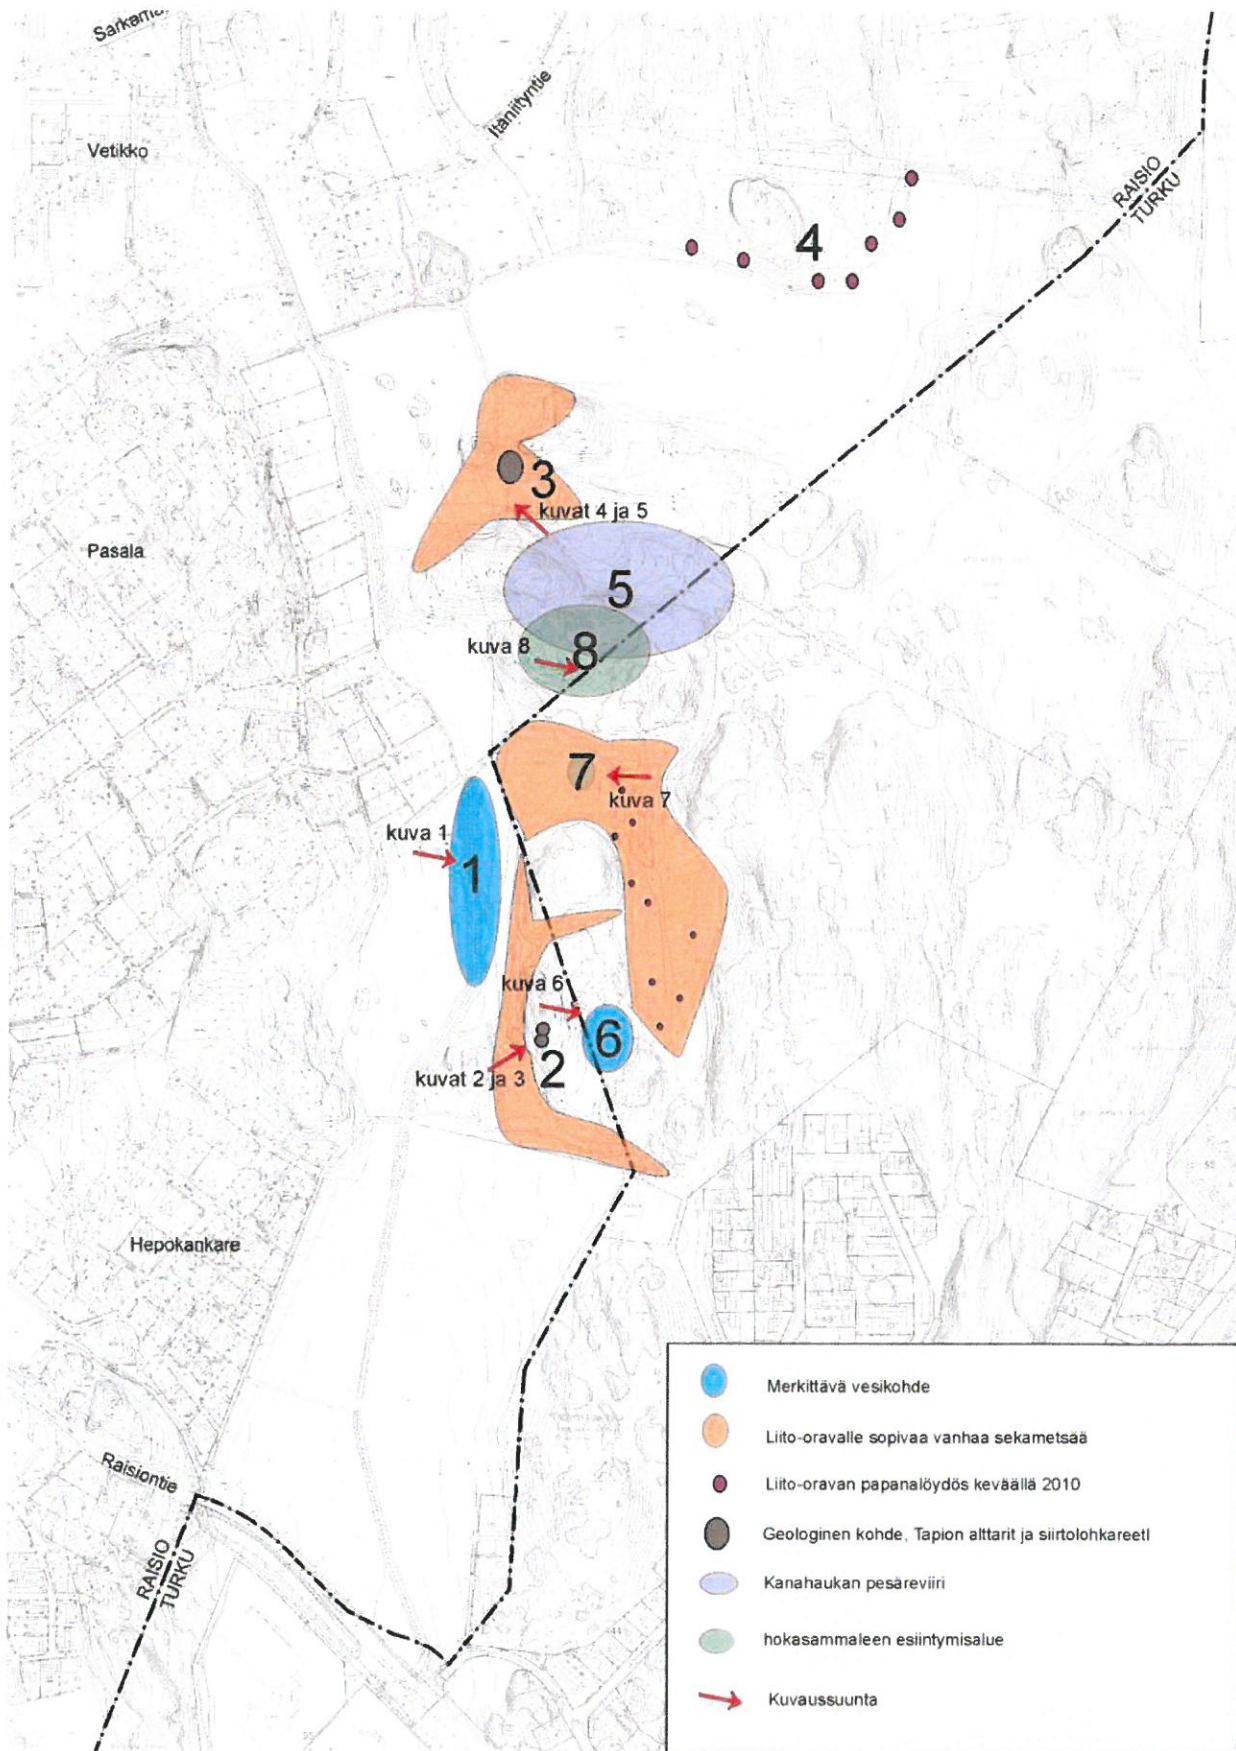 Sarkamä
Itäniityntie
Vetikko
RAISIO
TURKU
4
3
kuvat 4 ja 5
Pasala
5
kuva 8
8
7
kuva 7
kuva 1
1
kuva 6
6
2
kuvat 2 ja 3
Hepokankare
Raisiontie
RAISIO
TURKU
Merkittävä vesikohde
Liito-oravalle sopivaa vanhaa sekametsää
Liito-oravan papanalöydös keväällä 2010
Geologinen kohde, Tapion alttarit ja siirtolohkareetl
Kanahaukan pesäreviiri
hokasammaleen esiintymisalue
Kuvaussuunta